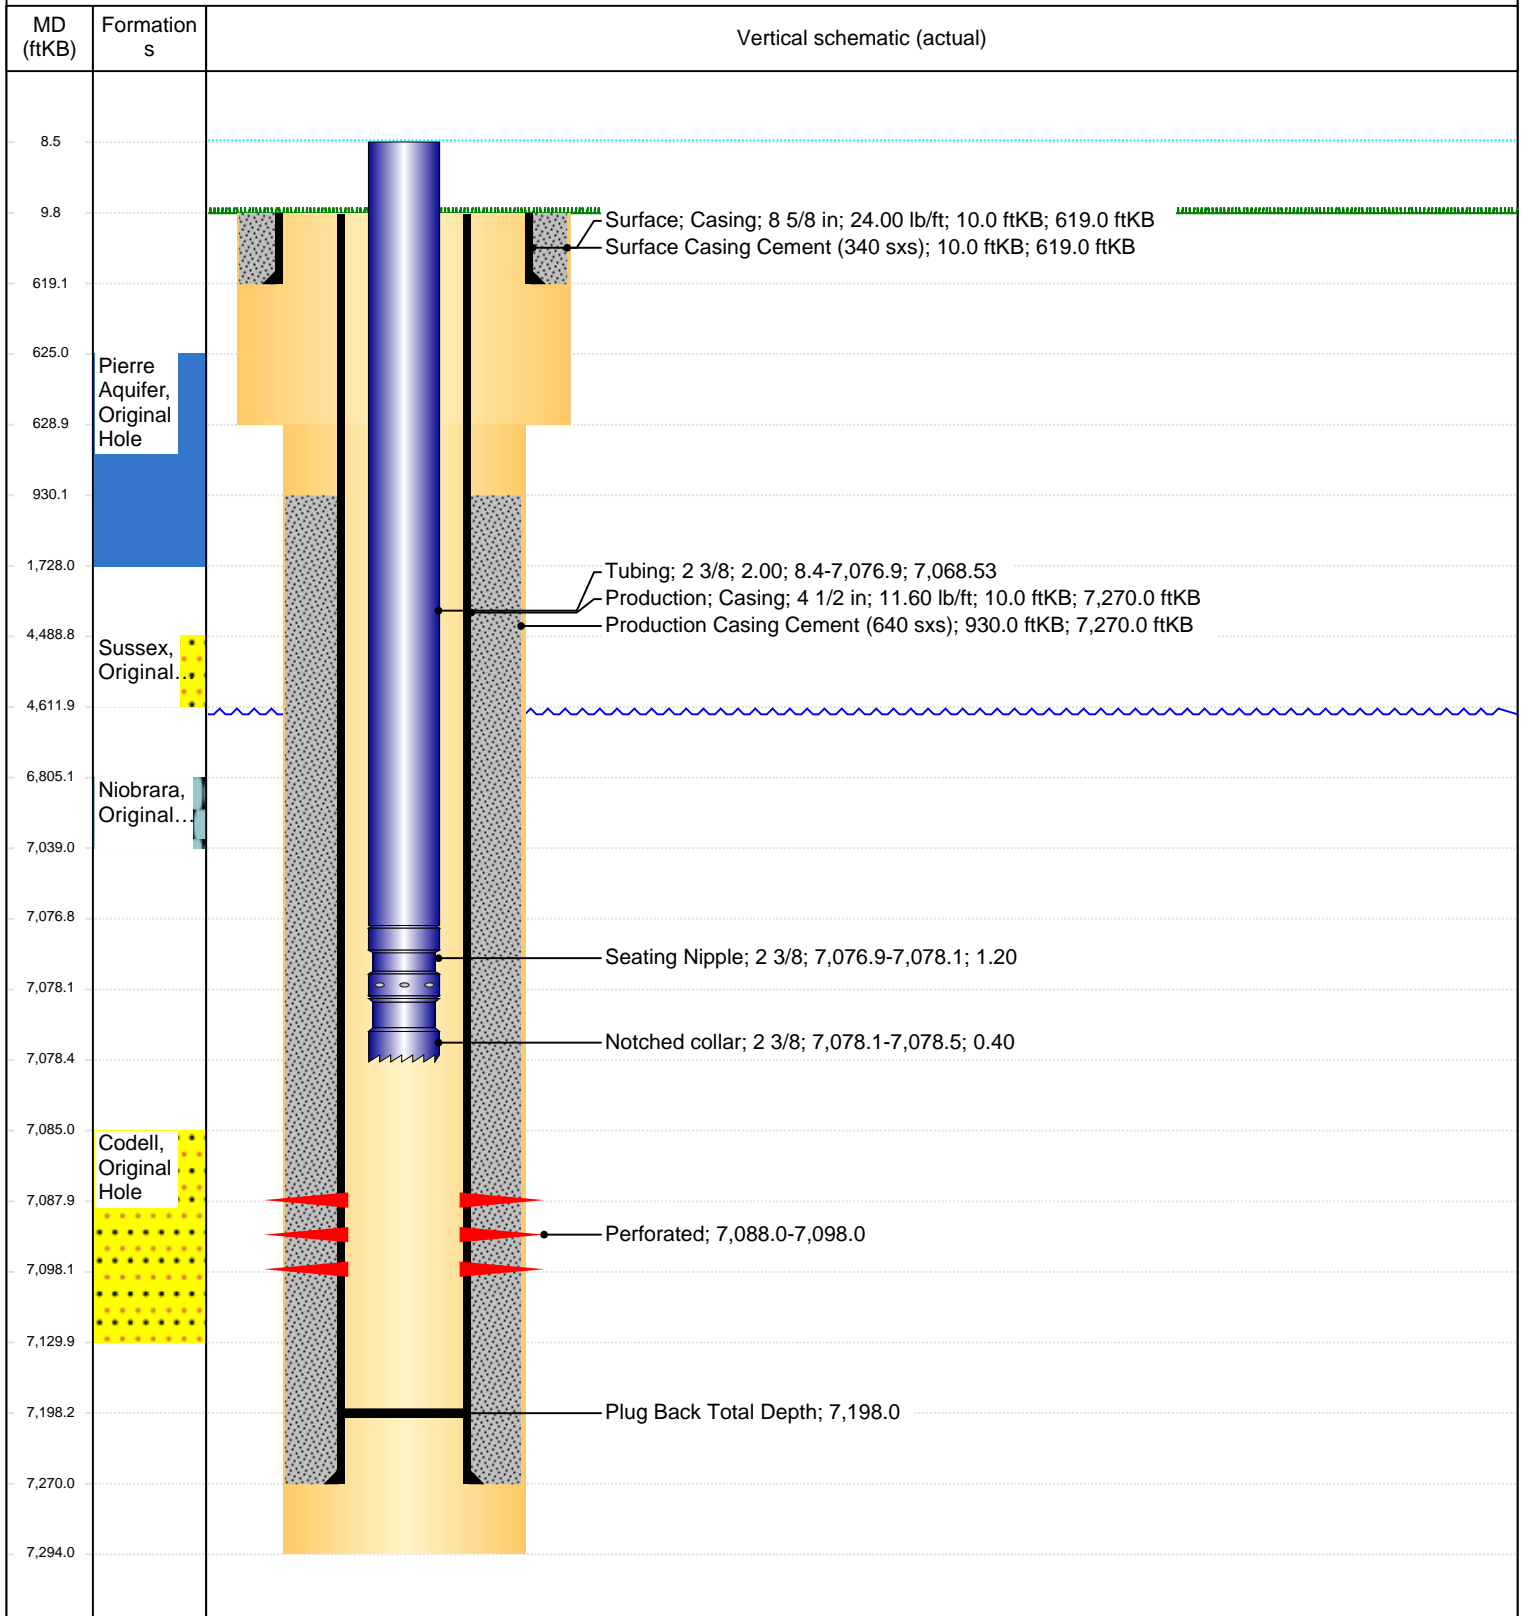 MD
(ftKB)
Formation
s
Vertical schematic (actual)
8.5
9.8
Surface; Casing; 8 5/8 in; 24.00 lb/ft; 10.0 ftKB; 619.0 ftKB
Surface Casing Cement (340 sxs); 10.0 ftKB; 619.0 ftKB
619.1
625.0
Pierre
Aquifer,
Original
Hole
628.9
930.1
1,728.0
Tubing; 2 3/8; 2.00; 8.4-7,076.9; 7,068.53
Production; Casing; 4 1/2 in; 11.60 lb/ft; 10.0 ftKB; 7,270.0 ftKB
Production Casing Cement (640 sxs); 930.0 ftKB; 7,270.0 ftKB
4,488.8
Sussex,
Original...
4,611.9
6,805.1
Niobrara,
Original...
7,039.0
7,076.8
Seating Nipple; 2 3/8; 7,076.9-7,078.1; 1.20
7,078.1
Notched collar; 2 3/8; 7,078.1-7,078.5; 0.40
7,078.4
7,085.0
Codell,
Original
Hole
7,087.9
Perforated; 7,088.0-7,098.0
7,098.1
7,129.9
7,198.2
Plug Back Total Depth; 7,198.0
7,270.0
7,294.0